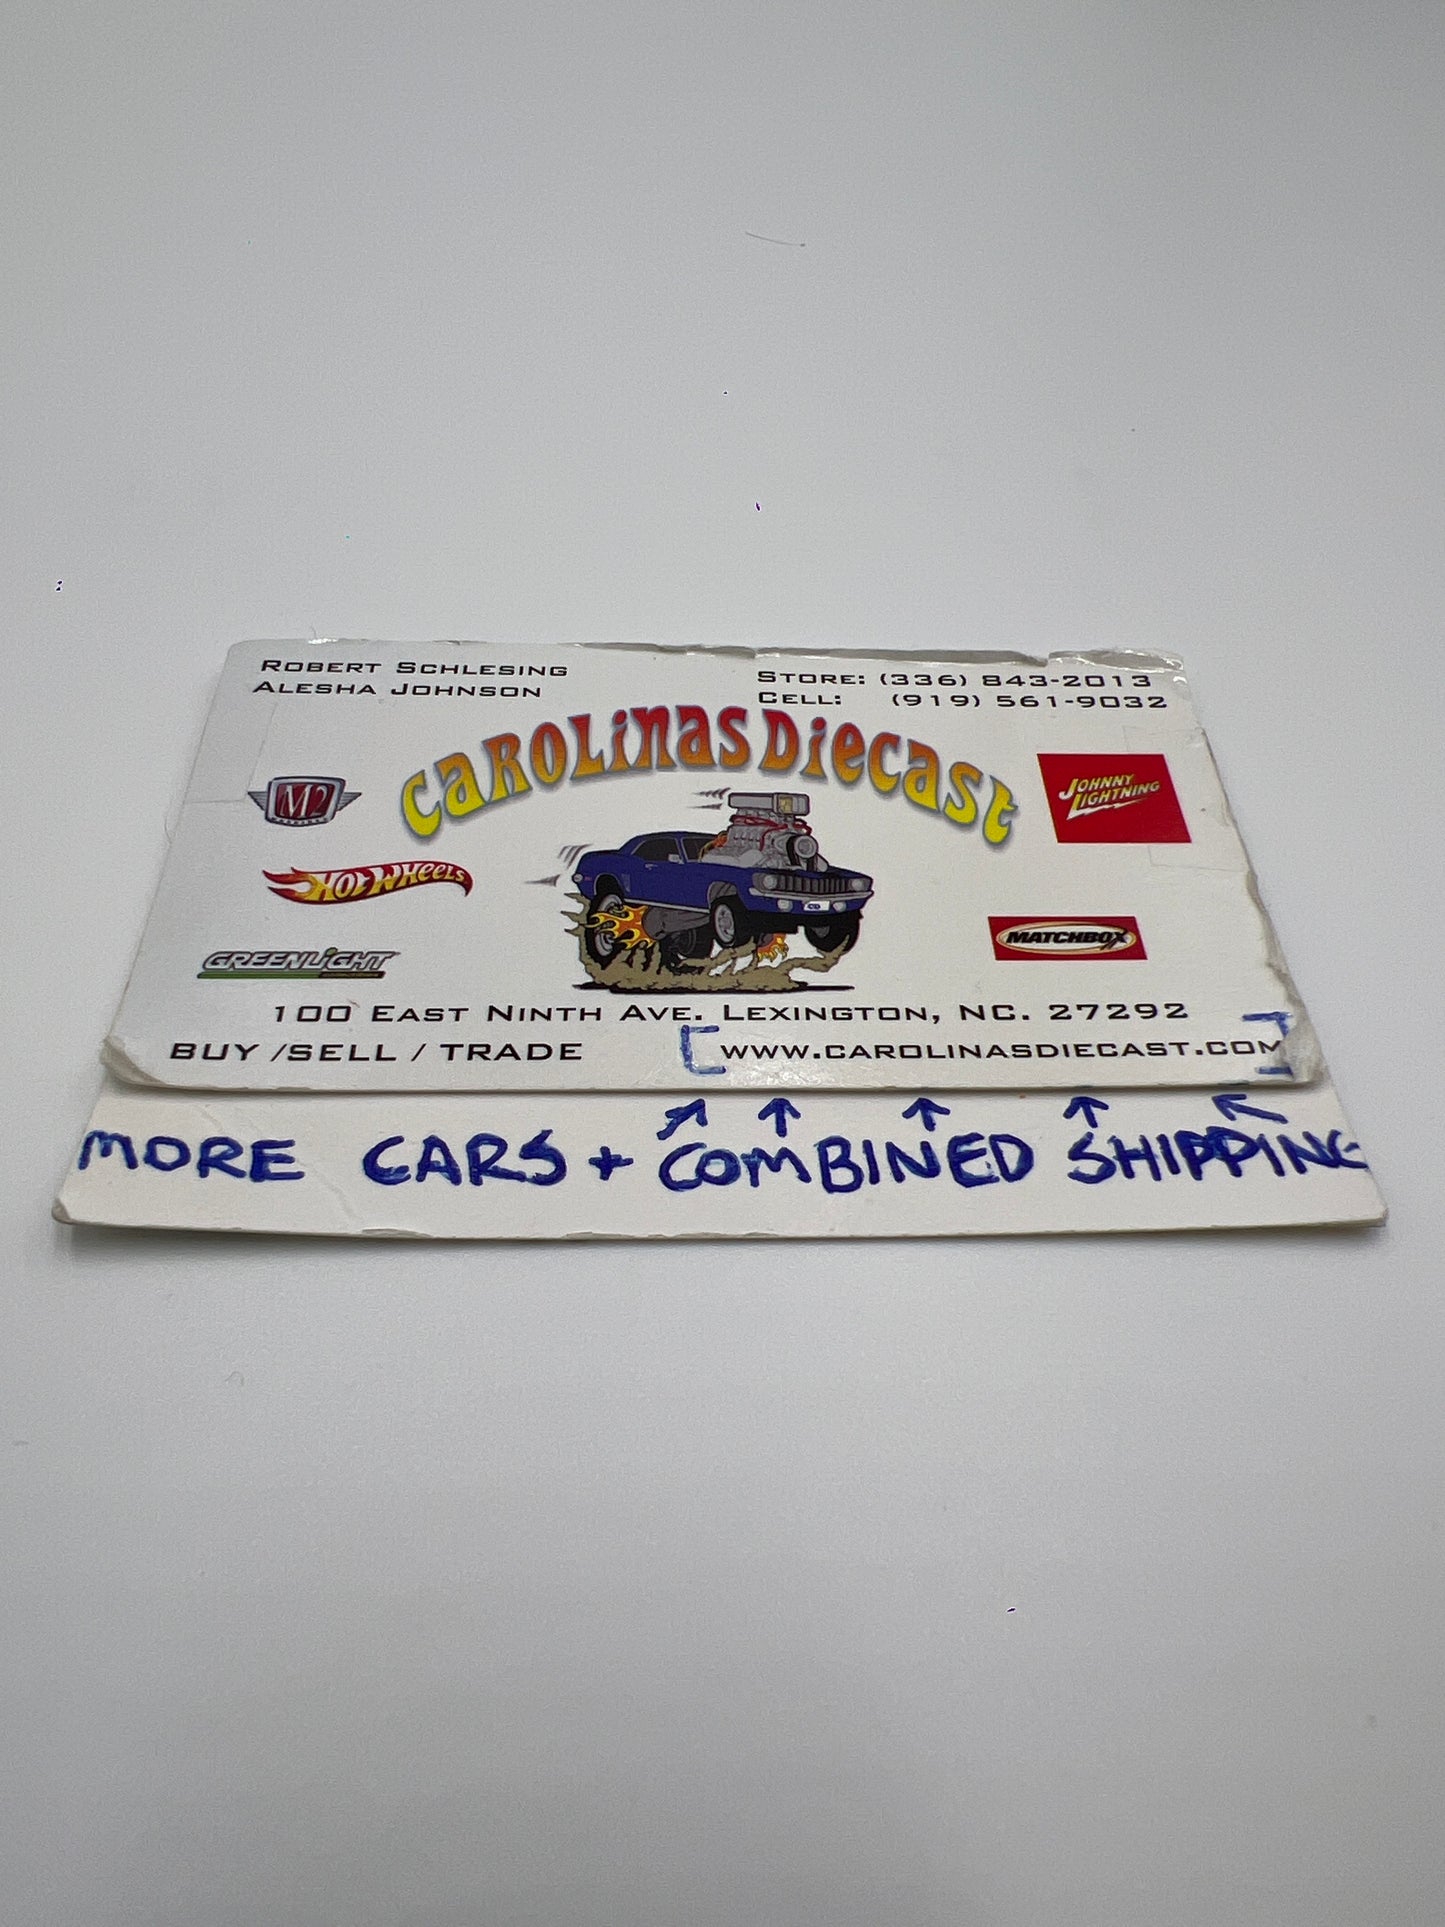 Robert Schlesing
Alesha Johnson
Store: (336) 843-2013
Cell: (919) 561-9032
CAROLINAS DIECAST
M2
JOHNNY LIGHTNING
HOT WHEELS
MATCHBOX
GREENLiGHT
100 East Ninth Ave. Lexington, NC. 27292
BUY /SELL / TRADE
www.carolinasdiecast.com
MORE CARS + COMBINED SHIPPING